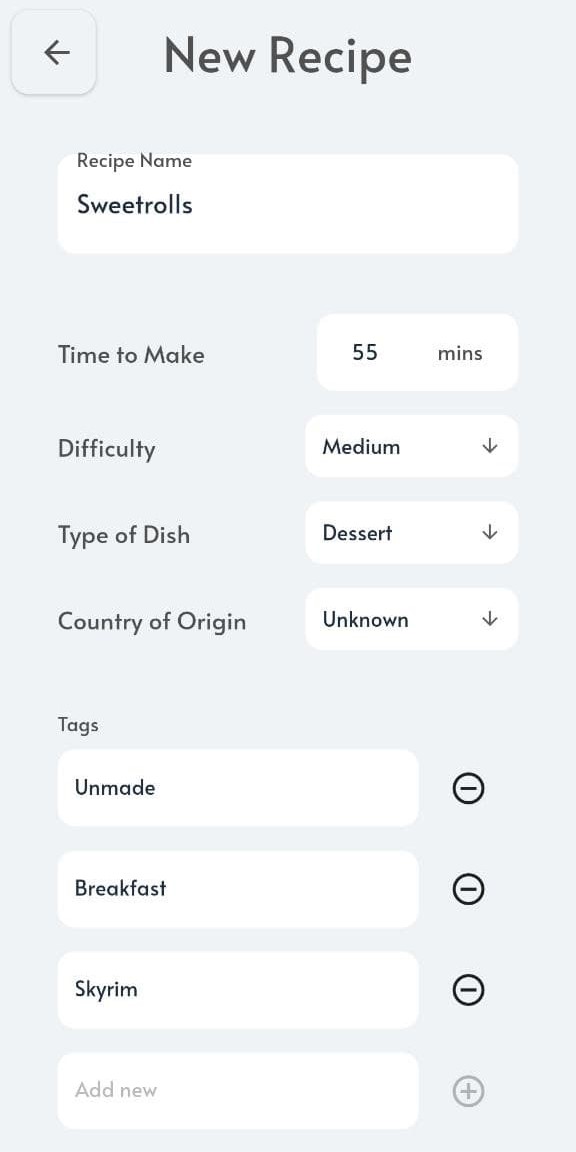 New Recipe
Recipe Name
Sweetrolls
Time to Make 55 mins
Difficulty Medium
Type of Dish Dessert
Country of Origin Unknown
Tags
Unmade
Breakfast
Skyrim
Add new